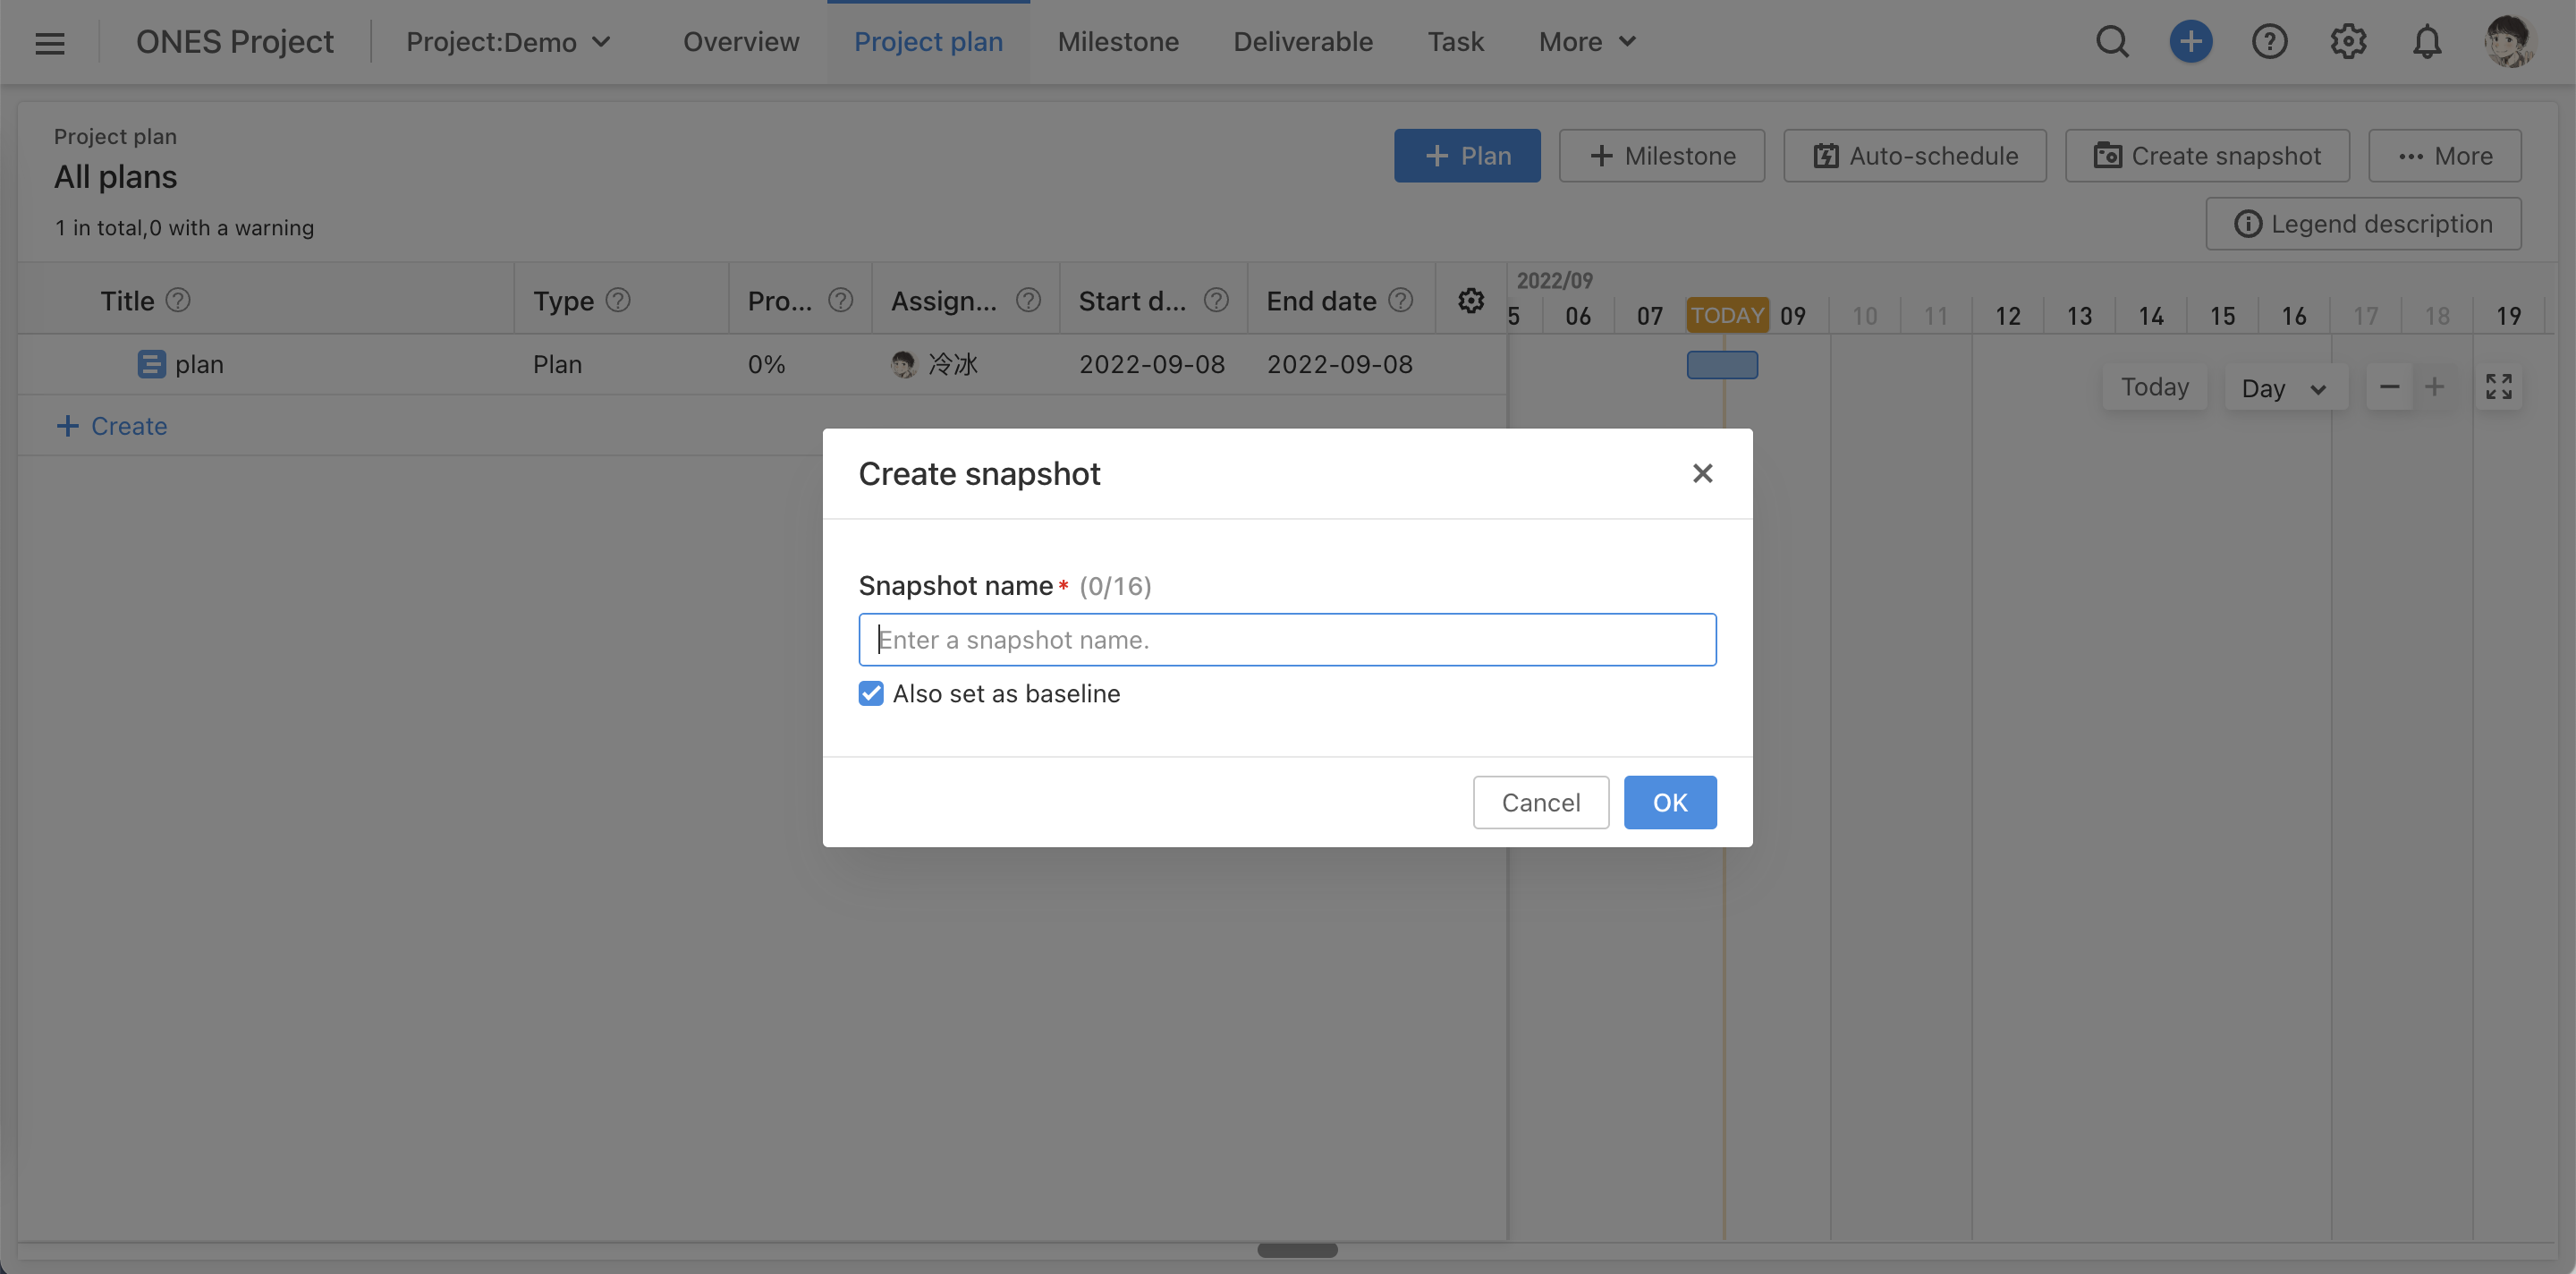 ONES Project
Project:Demo
Overview
Project plan
Milestone
Deliverable
Task
More
Project plan
All plans
1 in total,0 with a warning
Plan
Milestone
Auto-schedule
Create snapshot
More
Legend description
Title
Type
Pro...
Assign...
Start d...
End date
2022/09
5 06 07 TODAY 09 10 11 12 13 14 15 16 17 18 19
plan
Plan
0%
冷冰
2022-09-08
2022-09-08
Today
Day
Create
Create snapshot
Snapshot name* (0/16)
Enter a snapshot name.
Also set as baseline
Cancel
OK